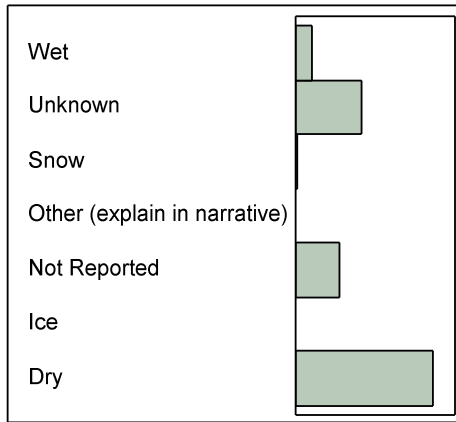 Wet
Unknown
Snow
Other (explain in narrative)
Not Reported
Ice
Dry